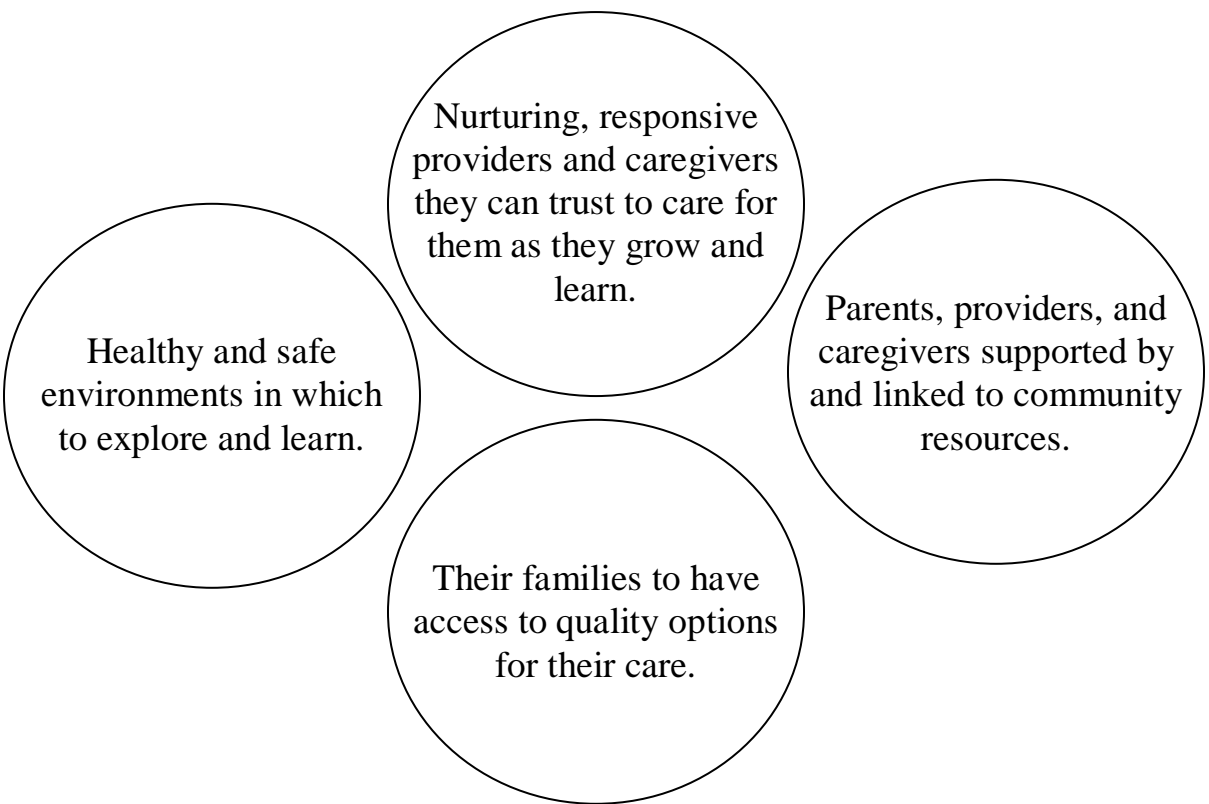 Nurturing, responsive
providers and caregivers
they can trust to care for
them as they grow and
learn.
Healthy and safe
environments in which
to explore and learn.
Parents, providers, and
caregivers supported by
and linked to community
resources.
Their families to have
access to quality options
for their care.